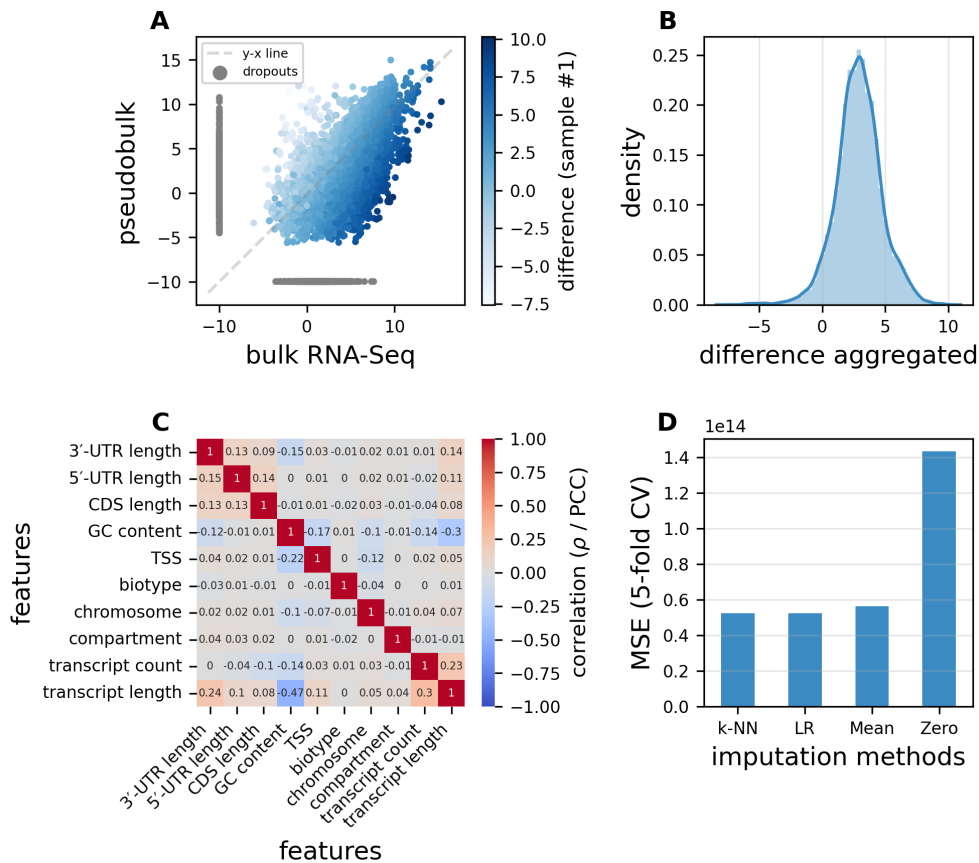 A
B
y-x line
dropouts
15
10
5
0
−5
−10
pseudobulk
−10
0
10
bulk RNA-Seq
10.0
7.5
5.0
2.5
0.0
−2.5
−5.0
−7.5
difference (sample #1)
0.25
0.20
0.15
0.10
0.05
0.00
density
−5
0
5
10
difference aggregated
C
D
features
3′-UTR length 1 0.13 0.09 -0.15 0.03 -0.01 0.02 0.01 0.01 0.14
5′-UTR length 0.15 1 0.14 0 0.01 0 0.02 0.01 -0.02 0.11
CDS length 0.13 0.13 1 0.01 0.01 -0.02 0.03 -0.01 -0.04 0.08
GC content -0.12 -0.01 0.01 1 -0.17 0.01 -0.1 0 -0.14 -0.3
TSS 0.04 0.02 0.01 -0.22 1 0 -0.12 0 0.02 0.05
biotype -0.03 0.01 -0.01 0 -0.01 1 -0.04 0 0 0.01
chromosome 0.02 0.02 0.01 -0.1 -0.07 -0.01 1 -0.01 0.04 0.07
compartment 0.04 0.03 0.02 0 0.01 -0.02 0 1 -0.01 -0.01
transcript count 0 -0.04 -0.1 -0.14 0.03 0.01 0.03 -0.01 1 0.23
transcript length 0.24 0.1 0.08 -0.47 0.11 0 0.05 0.04 0.3 1
3′-UTR length
5′-UTR length
CDS length
GC content
TSS
biotype
chromosome
compartment
transcript count
transcript length
features
1.00
0.75
0.50
0.25
0.00
−0.25
−0.50
−0.75
−1.00
correlation (ρ / PCC)
1e14
1.4
1.2
1.0
0.8
0.6
0.4
0.2
0.0
MSE (5-fold CV)
k-NN
LR
Mean
Zero
imputation methods